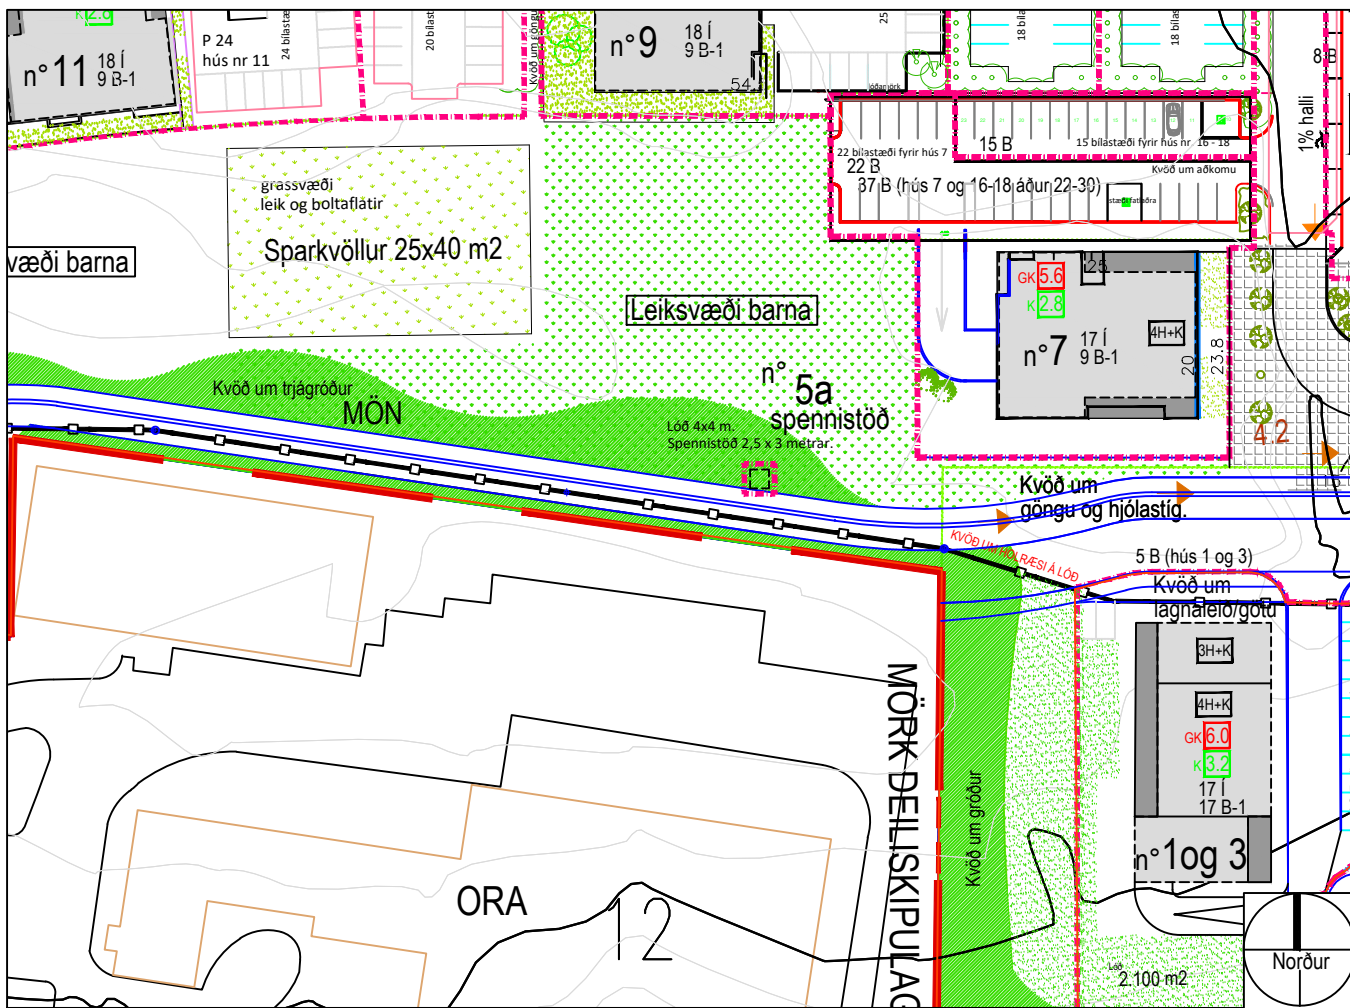 K 2.8
n° 11
18 Í
9 B-1
P 24
hús nr 11
24 bílastæ
20 bílast
Kvöð um göngu
n° 9
18 Í
9 B-1
54
25
lóðamörk
18 bíla
18 bílas
8 B
1% halli
22 bílastæði fyrir hús 7
22 B
15 B
15 bílastæði fyrir hús nr. 16 - 18
Kvöð um aðkomu
37 B (hús 7 og 16-18 áður 22-30)
stæði fatlaðra
grassvæði
leik og boltaflatir
Sparkvöllur 25x40 m2
væði barna
Leiksvæði barna
GK 5.6
K 2.8
25
n° 7
17 Í
9 B-1
4H+K
20
23.8
4.2
Kvöð um trjágróður
MÖN
n° 5a
spennistöð
Lóð 4x4 m.
Spennistöð 2,5 x 3 metrar.
Kvöð um
göngu og hjólastíg.
KVÖÐ UM HOLRÆSI Á LÓÐ
5 B (hús 1 og 3)
Kvöð um
lagnaleið/götu
3H+K
4H+K
GK 6.0
K 3.2
17 Í
17 B-1
n° 1og 3
MÖRK DEILISKIPULAG
Kvöð um gróður
ORA
12
Lóð
2.100 m2
Norður